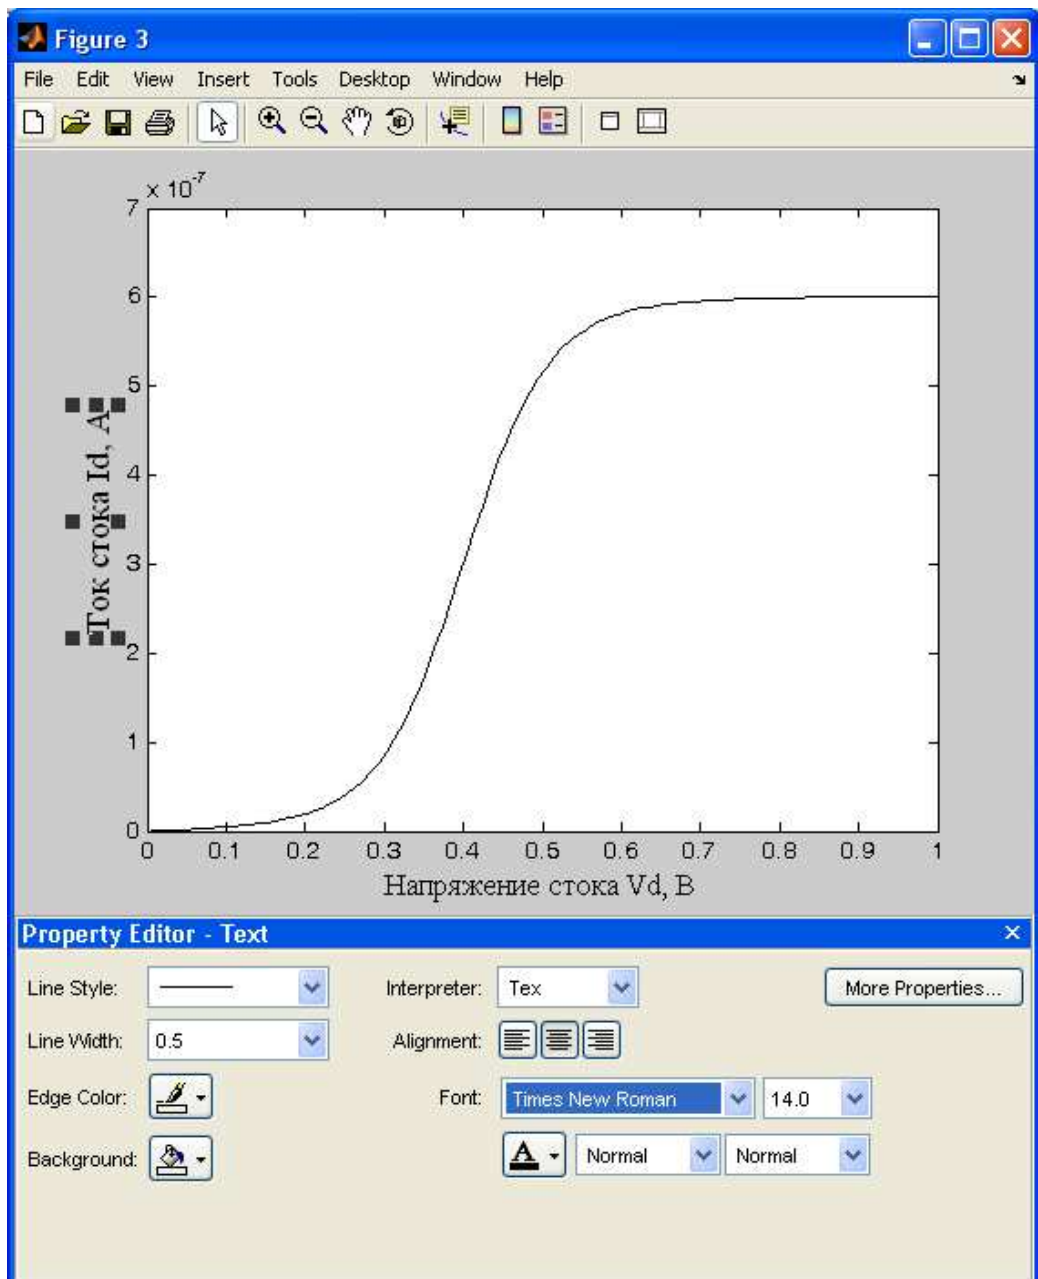 Figure 3
File Edit View Insert Tools Desktop Window Help
x 10^-7
7
6
5
4
3
2
1
0
Ток стока Id, А
0 0.1 0.2 0.3 0.4 0.5 0.6 0.7 0.8 0.9 1
Напряжение стока Vd, В
Property Editor - Text
Line Style: Interpreter: Tex More Properties...
Line Width: 0.5 Alignment:
Edge Color: Font: Times New Roman 14.0
Background: A Normal Normal